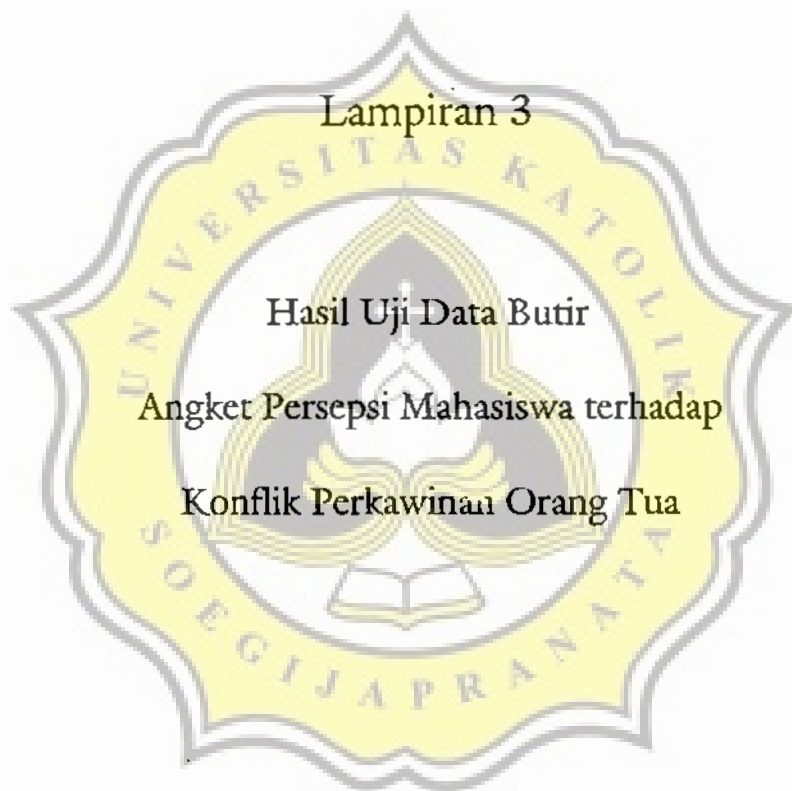 Lampiran 3
UNIVERSITAS KATOLIK
Hasil Uji Data Butir
Angket Persepsi Mahasiswa terhadap
Konflik Perkawinan Orang Tua
SOEGIJAPRANATA